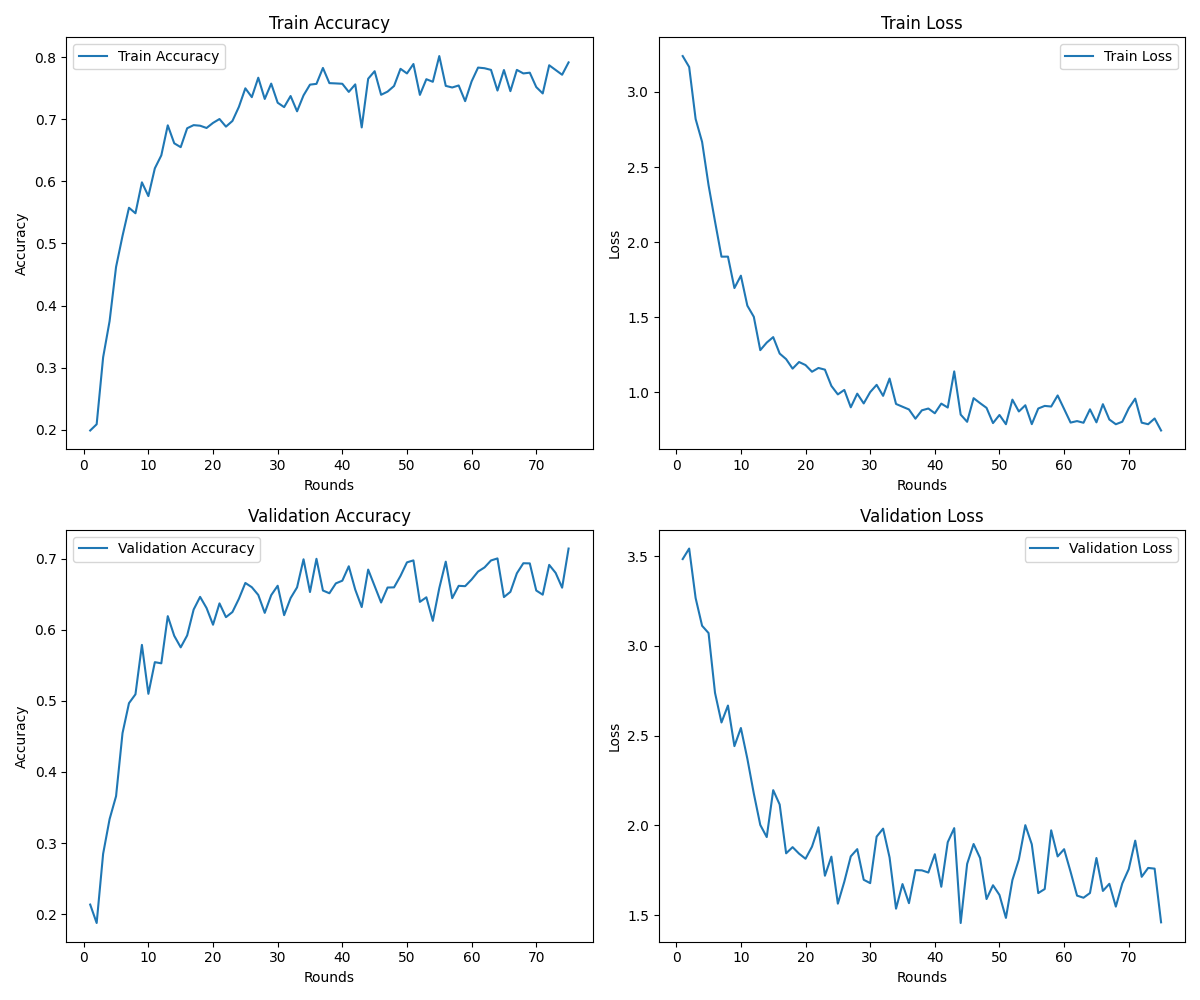 Train Accuracy
Train Accuracy
Accuracy
0.8
0.7
0.6
0.5
0.4
0.3
0.2
0 10 20 30 40 50 60 70
Rounds
Train Loss
Train Loss
Loss
3.0
2.5
2.0
1.5
1.0
0 10 20 30 40 50 60 70
Rounds
Validation Accuracy
Validation Accuracy
Accuracy
0.7
0.6
0.5
0.4
0.3
0.2
0 10 20 30 40 50 60 70
Rounds
Validation Loss
Validation Loss
Loss
3.5
3.0
2.5
2.0
1.5
0 10 20 30 40 50 60 70
Rounds